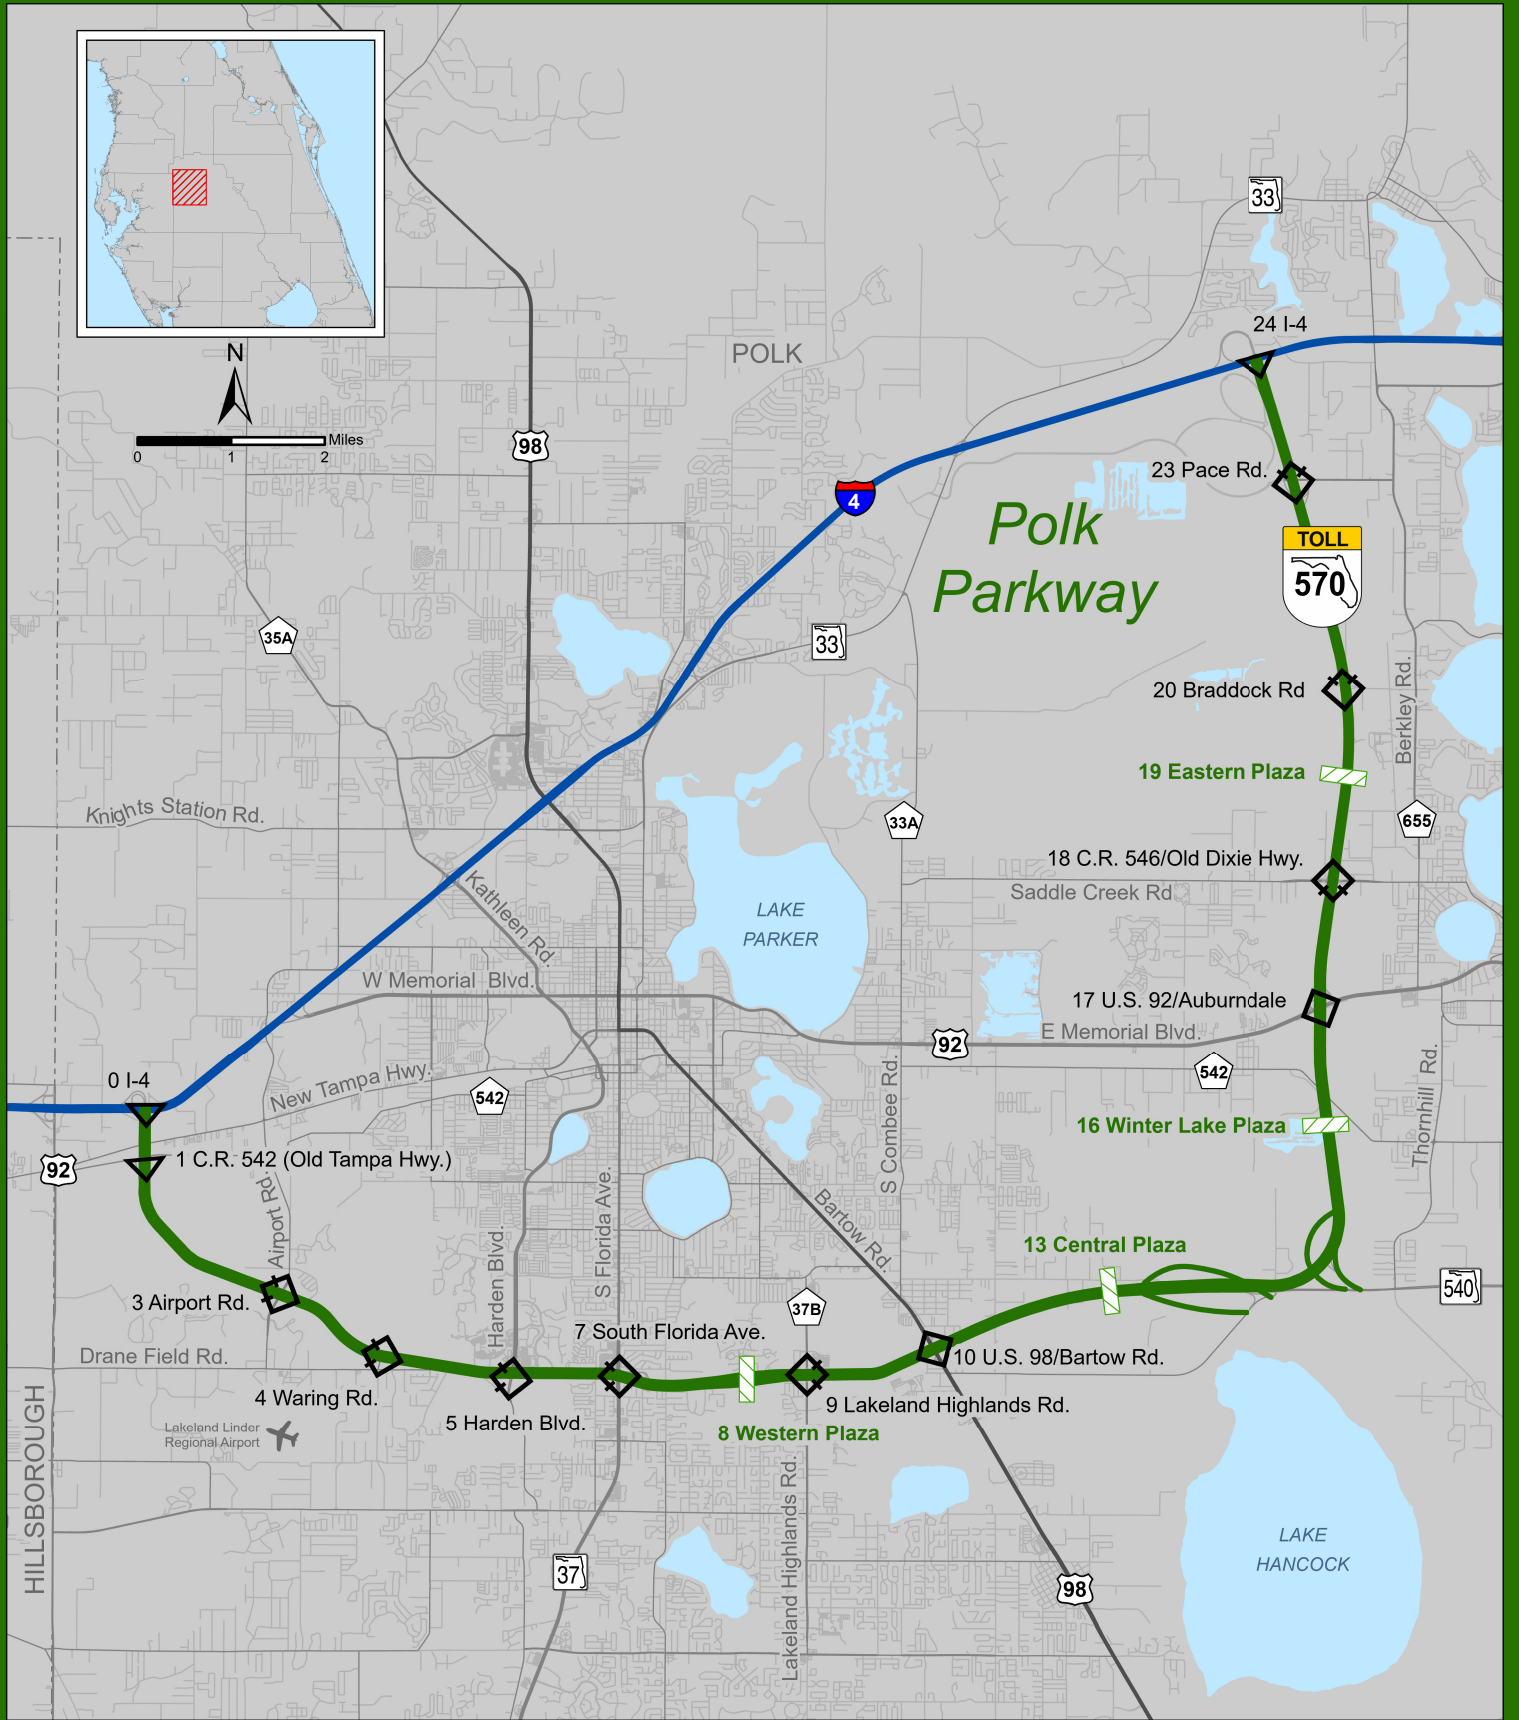 33
24 I-4
N
POLK
Miles
0
1
2
98
23 Pace Rd.
4
Polk
Parkway
TOLL
570
35A
33
20 Braddock Rd
Berkley Rd.
19 Eastern Plaza
Knights Station Rd.
33A
655
18 C.R. 546/Old Dixie Hwy.
Saddle Creek Rd
Kathleen Rd.
LAKE
PARKER
W Memorial Blvd.
17 U.S. 92/Auburndale
E Memorial Blvd.
92
0 I-4
New Tampa Hwy.
542
542
S Combee Rd.
Thornhill Rd.
16 Winter Lake Plaza
92
1 C.R. 542 (Old Tampa Hwy.)
Airport Rd.
Harden Blvd.
S Florida Ave.
Bartow Rd.
13 Central Plaza
540
3 Airport Rd.
37B
7 South Florida Ave.
Drane Field Rd.
10 U.S. 98/Bartow Rd.
4 Waring Rd.
9 Lakeland Highlands Rd.
5 Harden Blvd.
8 Western Plaza
Lakeland Linder
Regional Airport
HILLSBOROUGH
Lakeland Highlands Rd.
LAKE
HANCOCK
37
98